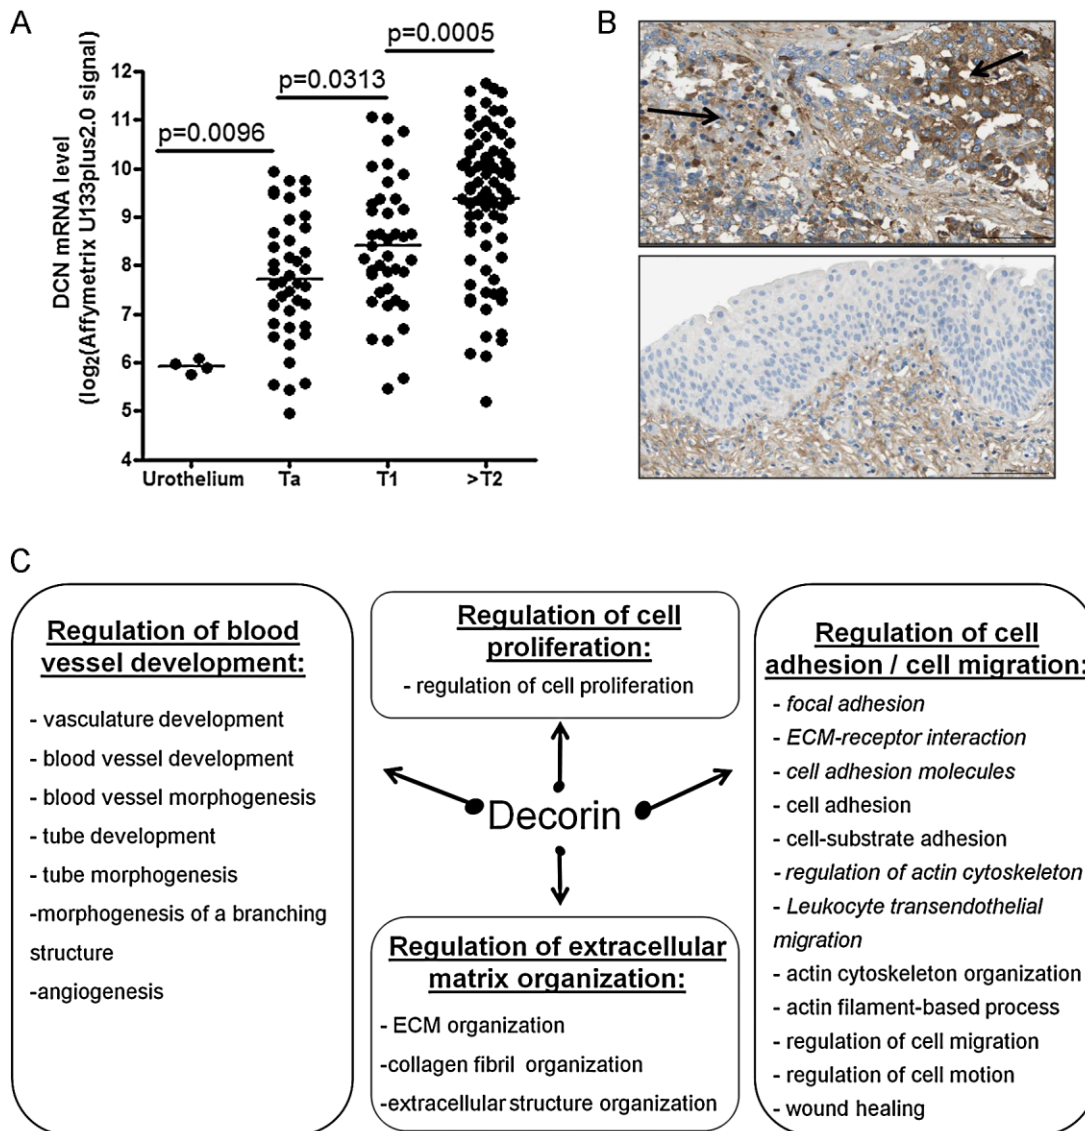 A
p=0.0005
p=0.0313
p=0.0096
DCN mRNA level
(log2(Affymetrix U133plus2.0 signal)
12
11
10
9
8
7
6
5
4
Urothelium
Ta
T1
>T2
B
C
Regulation of blood
vessel development:
- vasculature development
- blood vessel development
- blood vessel morphogenesis
- tube development
- tube morphogenesis
-morphogenesis of a branching
structure
-angiogenesis
Regulation of cell
proliferation:
- regulation of cell proliferation
Decorin
Regulation of extracellular
matrix organization:
- ECM organization
-collagen fibril organization
-extracellular structure organization
Regulation of cell
adhesion / cell migration:
- focal adhesion
- ECM-receptor interaction
- cell adhesion molecules
- cell adhesion
- cell-substrate adhesion
- regulation of actin cytoskeleton
- Leukocyte transendothelial
migration
- actin cytoskeleton organization
- actin filament-based process
- regulation of cell migration
- regulation of cell motion
- wound healing